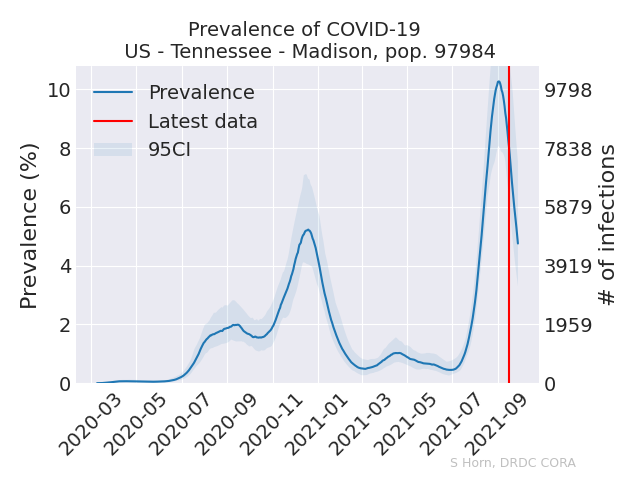 Prevalence of COVID-19
US - Tennessee - Madison, pop. 97984
Prevalence
Latest data
95CI
Prevalence (%)
10
8
6
4
2
0
9798
7838
5879
3919
1959
0
# of infections
2020-03
2020-05
2020-07
2020-09
2020-11
2021-01
2021-03
2021-05
2021-07
2021-09
S Horn, DRDC CORA